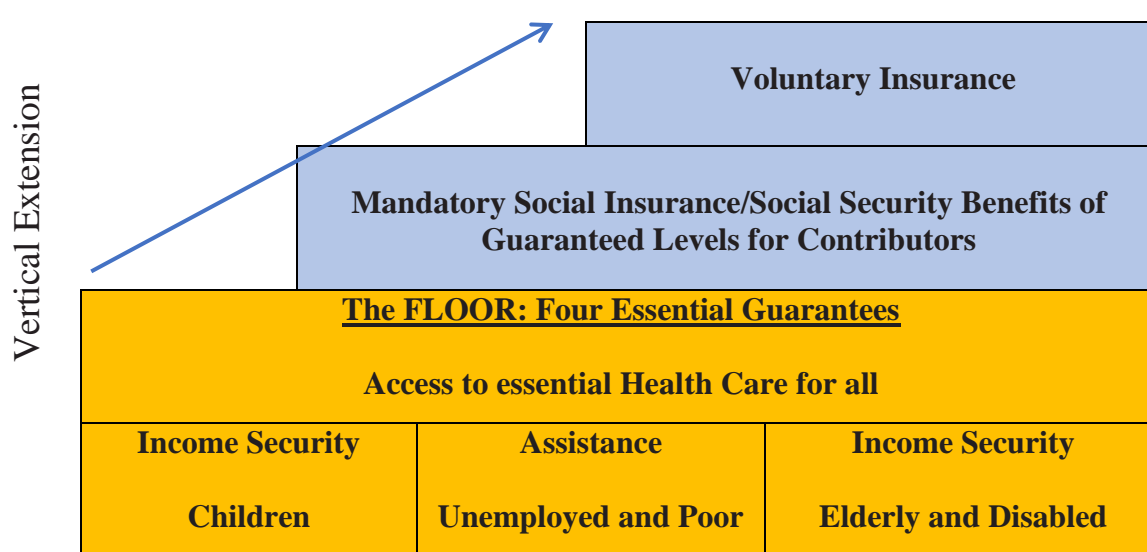 Vertical Extension
Voluntary Insurance
Mandatory Social Insurance/Social Security Benefits of
Guaranteed Levels for Contributors
The FLOOR: Four Essential Guarantees
Access to essential Health Care for all
Income Security
Children
Assistance
Unemployed and Poor
Income Security
Elderly and Disabled